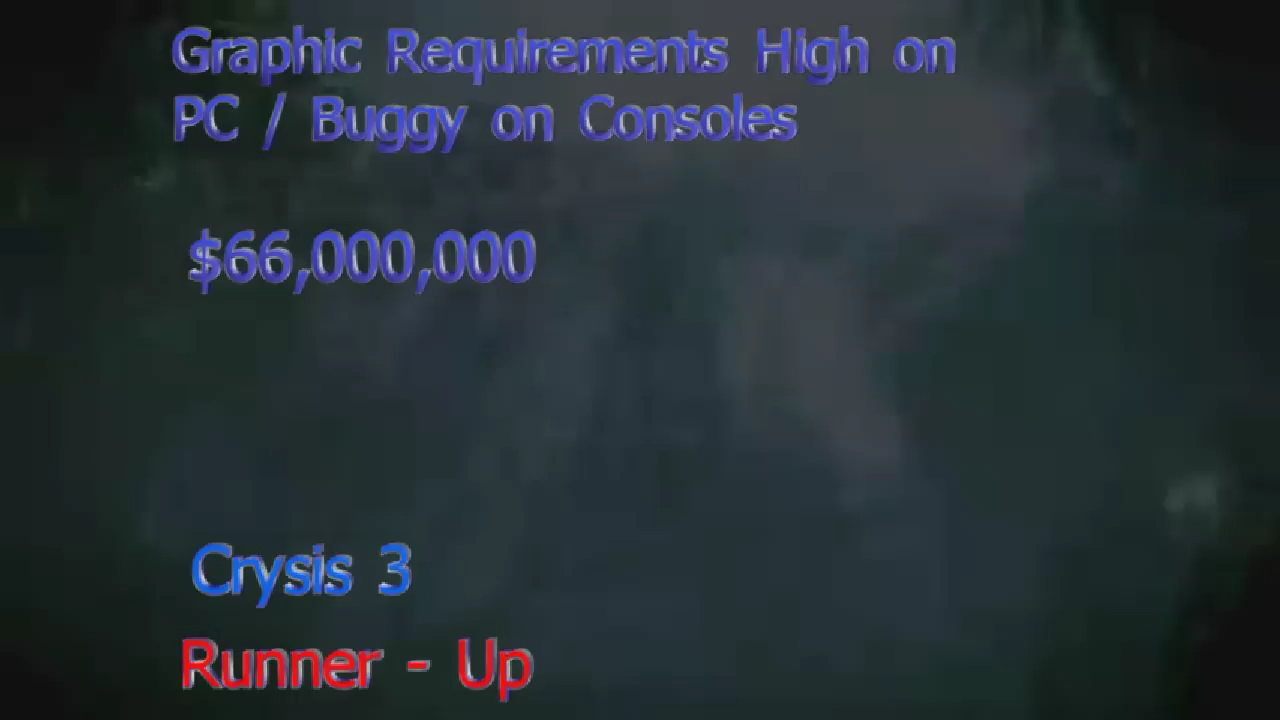 Graphic Requirements High on
PC / Buggy on Consoles
$66,000,000
Crysis 3
Runner - Up